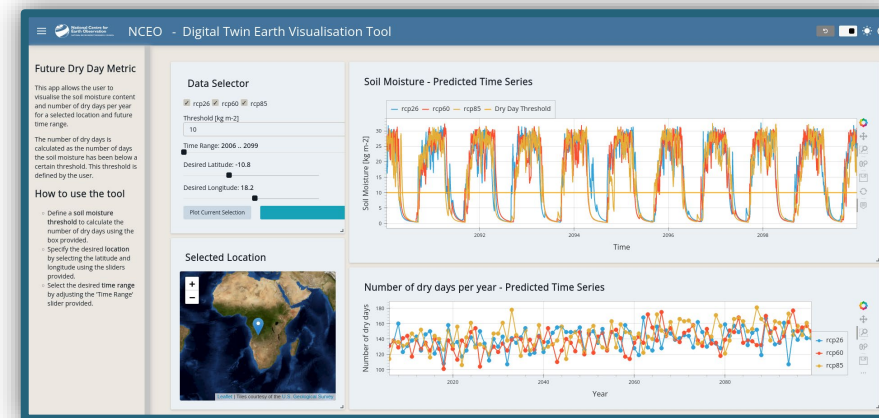 National Centre for
Earth Observation
NCEO - Digital Twin Earth Visualisation Tool
Future Dry Day Metric
This app allows the user to
visualise the soil moisture content
and number of dry days per year
for a selected location and future
time range.
The number of dry days is
calculated as the number of days
the soil moisture has been below a
certain threshold. This threshold is
defined by the user.
How to use the tool
Define a soil moisture
threshold to calculate the
number of dry days using the
box provided.
Specify the desired location
by selecting the latitude and
longitude using the sliders
provided.
Select the desired time range
by adjusting the 'Time Range'
slider provided.
Data Selector
rcp26 rcp60 rcp85
Threshold [kg m-2]
10
Time Range: 2006 .. 2099
Desired Latitude: -10.8
Desired Longitude: 18.2
Plot Current Selection
Selected Location
+
−
Leaflet | Tiles courtesy of the U.S. Geological Survey
Soil Moisture - Predicted Time Series
rcp26 rcp60 rcp85 Dry Day Threshold
Soil Moisture [kg m-2]
30
25
20
15
10
5
0
2092 2094 2096 2098
Time
Number of dry days per year - Predicted Time Series
Number of dry days
180
160
140
120
100
2020 2040 2060 2080
Year
rcp26
rcp60
rcp85